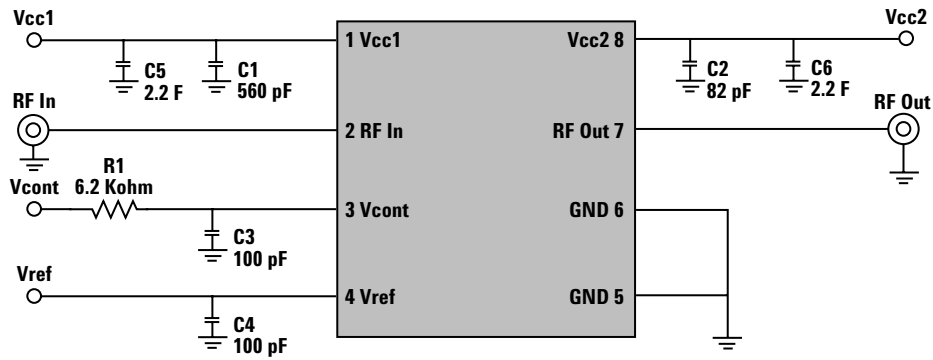 Vcc1
Vcc2
1 Vcc1
Vcc2 8
C5
2.2 F
C1
560 pF
C2
82 pF
C6
2.2 F
RF In
RF Out
2 RF In
RF Out 7
R1
6.2 Kohm
Vcont
3 Vcont
GND 6
C3
100 pF
Vref
4 Vref
GND 5
C4
100 pF